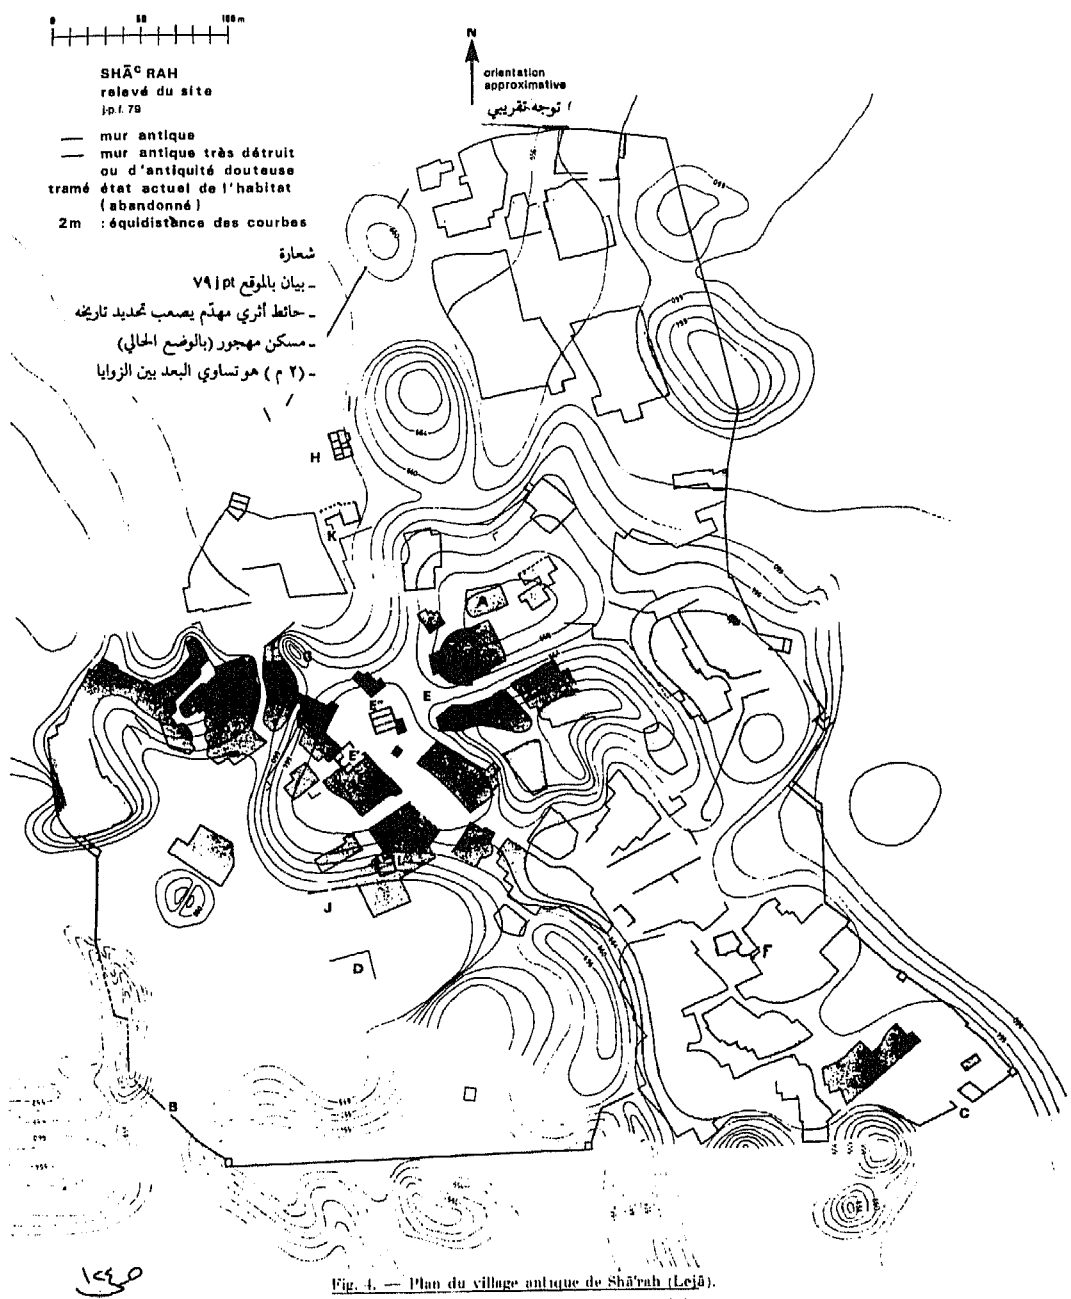 0 50 100 m
SHĀᶜRAH
relevé du site
j.p.f. 79
mur antique
mur antique très détruit
ou d'antiquité douteuse
tramé état actuel de l'habitat
(abandonné)
2m : équidistance des courbes
N
orientation
approximative
توجه تقريبي
شعارة
ـ بيان بالموقع ٧٩ jpt
ـ حائط أثري مهدّم يصعب تحديد تاريخه
ـ مسكن مهجور (بالوضع الحالي)
ـ (٢ م) هو تساوي البعد بين الزوايا
H
K
A
G
E
E"
E'
J
D
F
B
C
Fig. 4. — Plan du village antique de Shā'rah (Lejā).